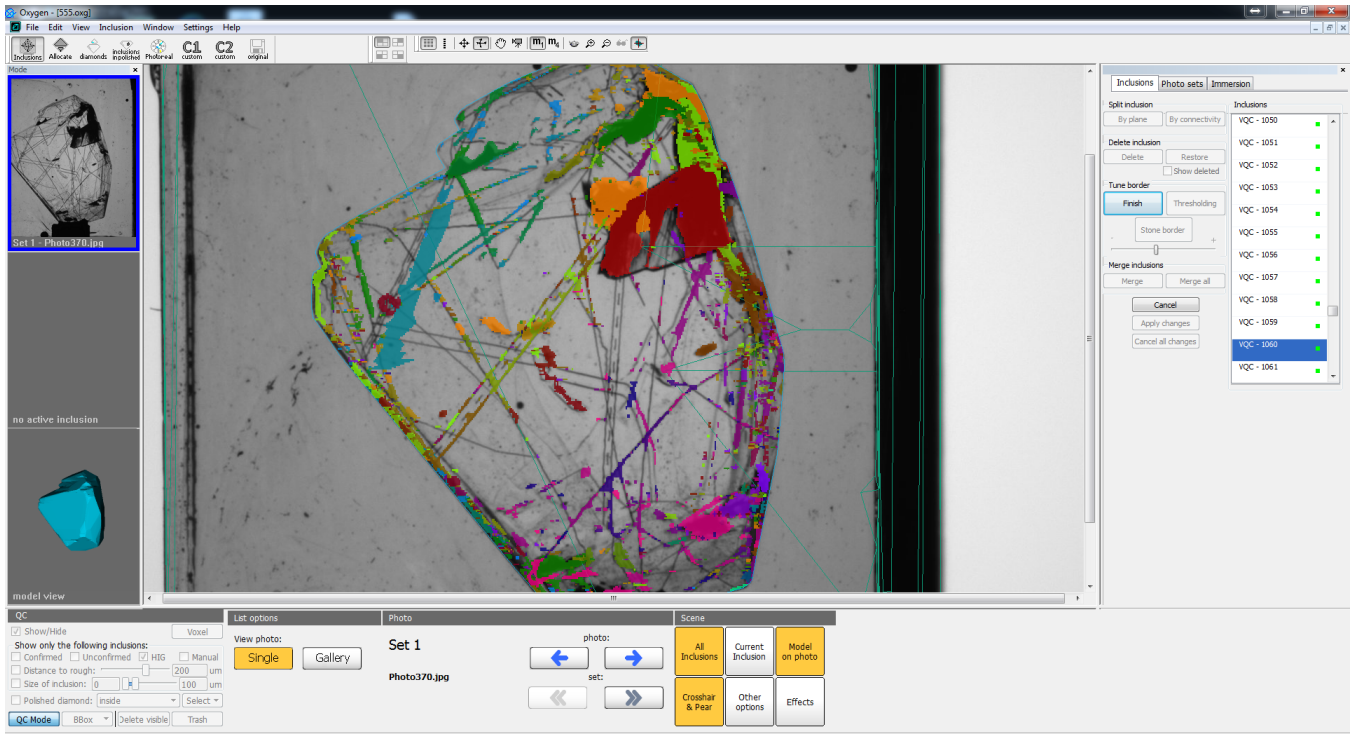 Oxygen - [555.oxg]
File Edit View Inclusion Window Settings Help
Inclusions Allocate diamonds inclusions inpolished Photoreal C1 custom C2 custom original
m1 m4
Mode
Set 1 - Photo370.jpg
no active inclusion
model view
Inclusions Photo sets Immersion
Split inclusion
By plane By connectivity
Delete inclusion
Delete Restore
Show deleted
Tune border
Finish Thresholding
Stone border
- +
Merge inclusions
Merge Merge all
Cancel
Apply changes
Cancel all changes
Inclusions
VQC - 1050
VQC - 1051
VQC - 1052
VQC - 1053
VQC - 1054
VQC - 1055
VQC - 1056
VQC - 1057
VQC - 1058
VQC - 1059
VQC - 1060
VQC - 1061
QC
Show/Hide Voxel
Show only the following inclusions:
Confirmed Unconfirmed HIG Manual
Distance to rough: 200 um
Size of inclusion: 0 100 um
Polished diamond: inside Select
QC Mode BBox Delete visible Trash
List options
View photo:
Single Gallery
Photo
Set 1
Photo370.jpg
photo:
set:
Scene
All Inclusions
Current Inclusion
Model on photo
Crosshair & Pear
Other options
Effects